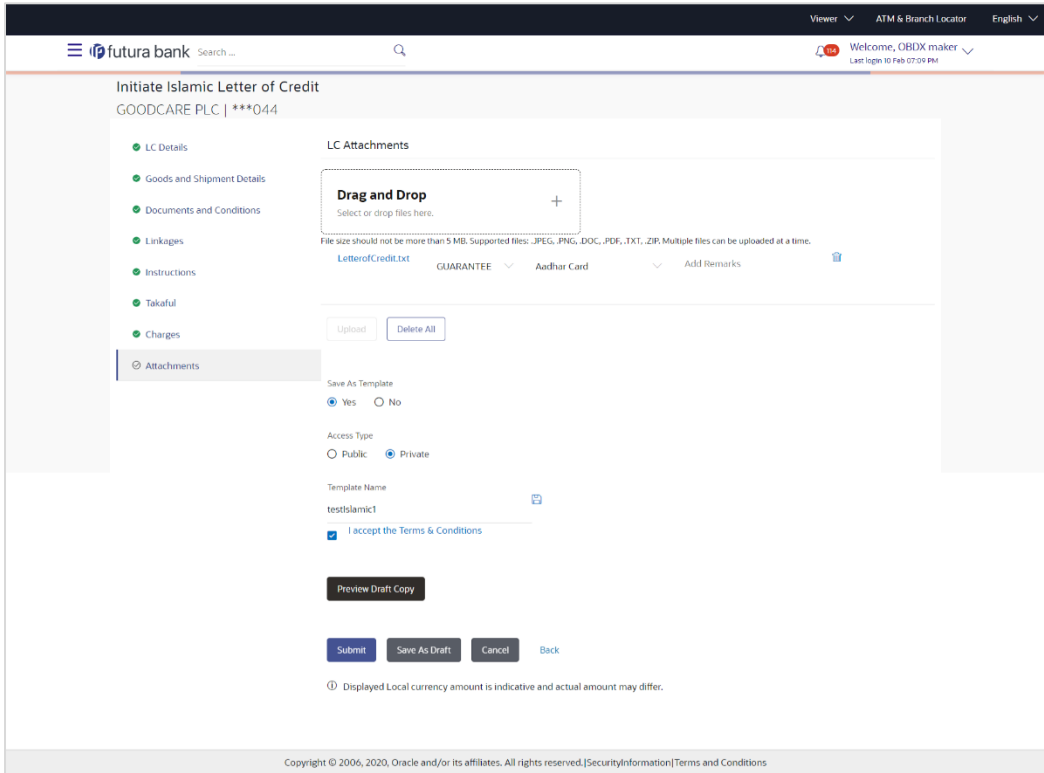 Viewer ATM & Branch Locator English
futura bank Search ... 114 Welcome, OBDX maker
Last login 10 Feb 07:09 PM
Initiate Islamic Letter of Credit
GOODCARE PLC | ***044
LC Details
Goods and Shipment Details
Documents and Conditions
Linkages
Instructions
Takaful
Charges
Attachments
LC Attachments
Drag and Drop
Select or drop files here.
File size should not be more than 5 MB. Supported files: .JPEG, .PNG, .DOC, .PDF, .TXT, .ZIP. Multiple files can be uploaded at a time.
LetterofCredit.txt GUARANTEE Aadhar Card Add Remarks
Upload Delete All
Save As Template
Yes No
Access Type
Public Private
Template Name
testIslamic1
I accept the Terms & Conditions
Preview Draft Copy
Submit Save As Draft Cancel Back
Displayed Local currency amount is indicative and actual amount may differ.
Copyright © 2006, 2020, Oracle and/or its affiliates. All rights reserved.|SecurityInformation|Terms and Conditions